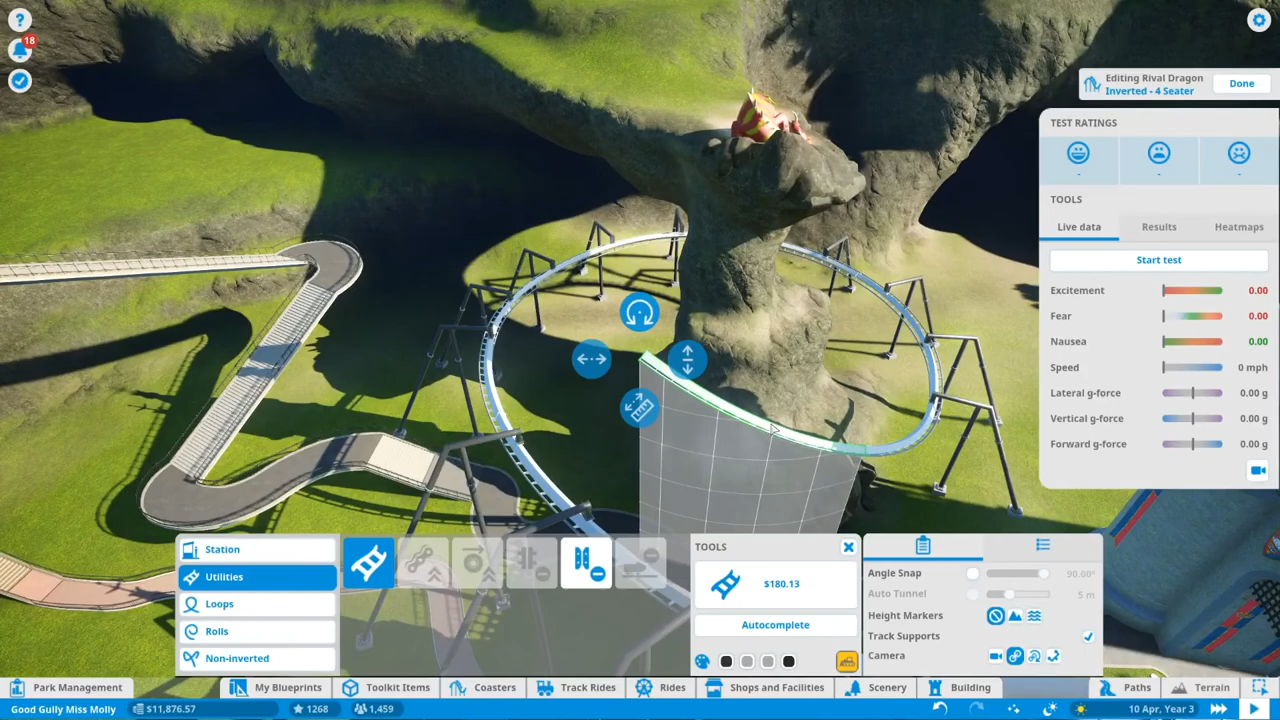 ?
18
Editing Rival Dragon
Inverted - 4 Seater
Done
TEST RATINGS
- - -
TOOLS
Live data Results Heatmaps
Start test
Excitement 0.00
Fear 0.00
Nausea 0.00
Speed 0 mph
Lateral g-force 0.00 g
Vertical g-force 0.00 g
Forward g-force 0.00 g
Station
Utilities
Loops
Rolls
Non-inverted
TOOLS
$180.13
Autocomplete
Angle Snap 90.00°
Auto Tunnel 5 m
Height Markers
Track Supports
Camera
Park Management My Blueprints Toolkit Items Coasters Track Rides Rides Shops and Facilities Scenery Building Paths Terrain
Good Gully Miss Molly $11,876.57 1268 1,459 10 Apr, Year 3